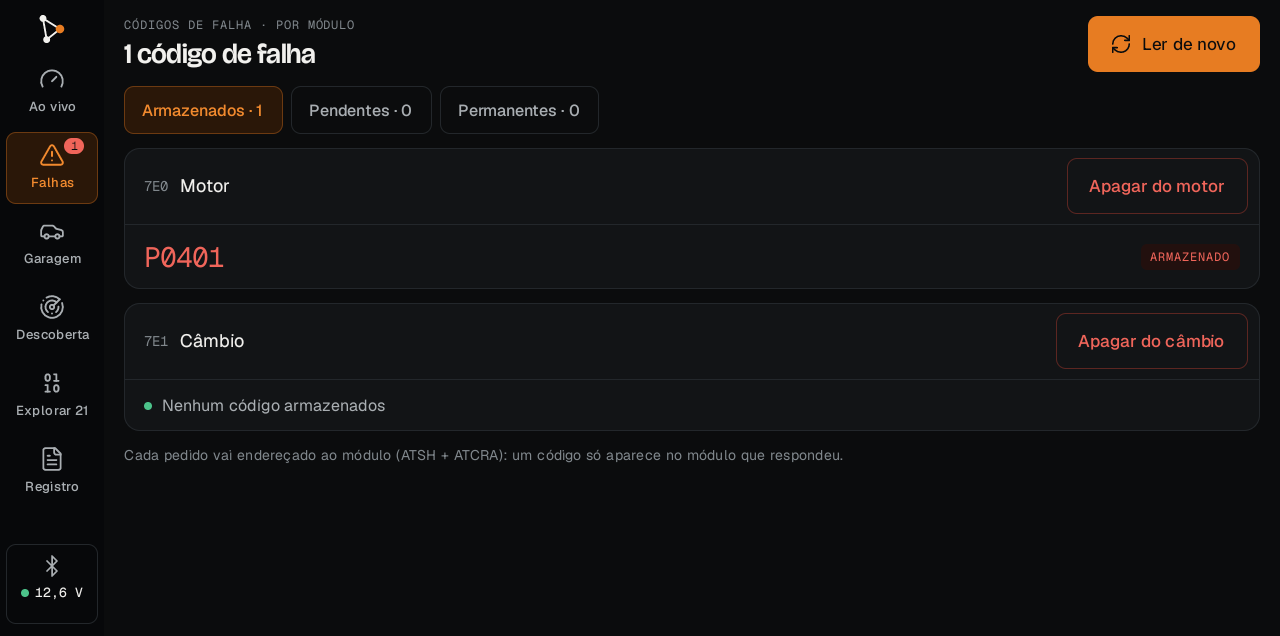 CÓDIGOS DE FALHA · POR MÓDULO
1 código de falha
Ler de novo
Ao vivo
1
Falhas
Garagem
Descoberta
01
10
Explorar 21
Registro
12,6 V
Armazenados · 1
Pendentes · 0
Permanentes · 0
7E0 Motor
Apagar do motor
P0401
ARMAZENADO
7E1 Câmbio
Apagar do câmbio
Nenhum código armazenados
Cada pedido vai endereçado ao módulo (ATSH + ATCRA): um código só aparece no módulo que respondeu.